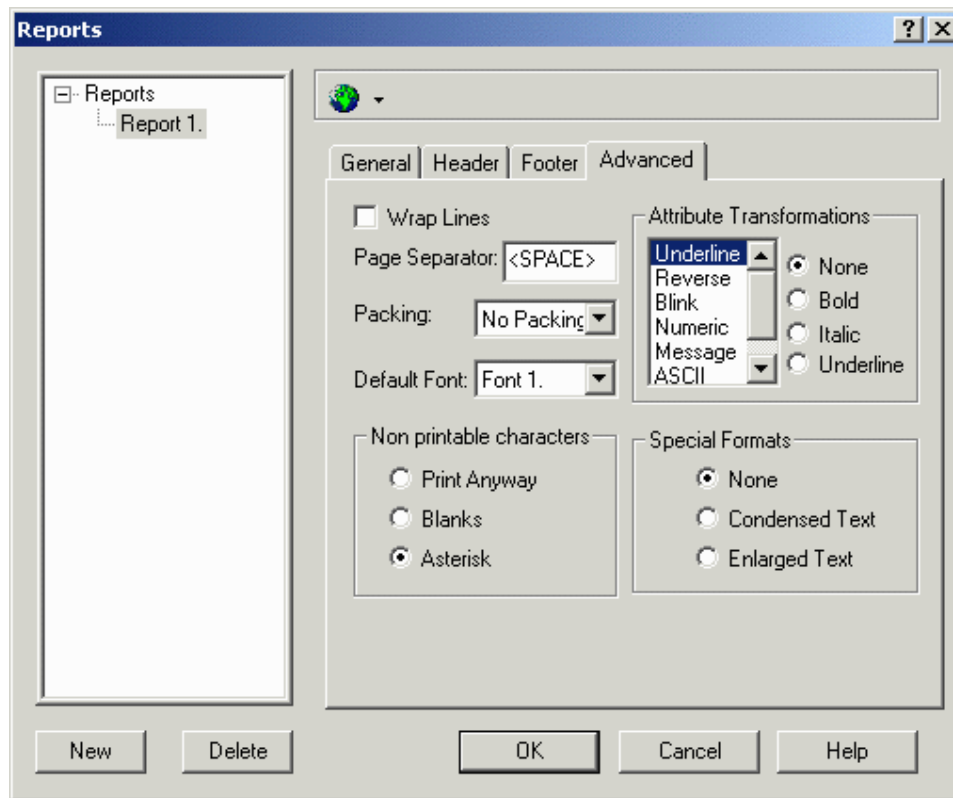 Reports
Reports
Report 1.
General Header Footer Advanced
Wrap Lines
Page Separator: <SPACE>
Packing: No Packing
Default Font: Font 1.
Attribute Transformations
Underline
Reverse
Blink
Numeric
Message
ASCII
None
Bold
Italic
Underline
Non printable characters
Print Anyway
Blanks
Asterisk
Special Formats
None
Condensed Text
Enlarged Text
New Delete OK Cancel Help